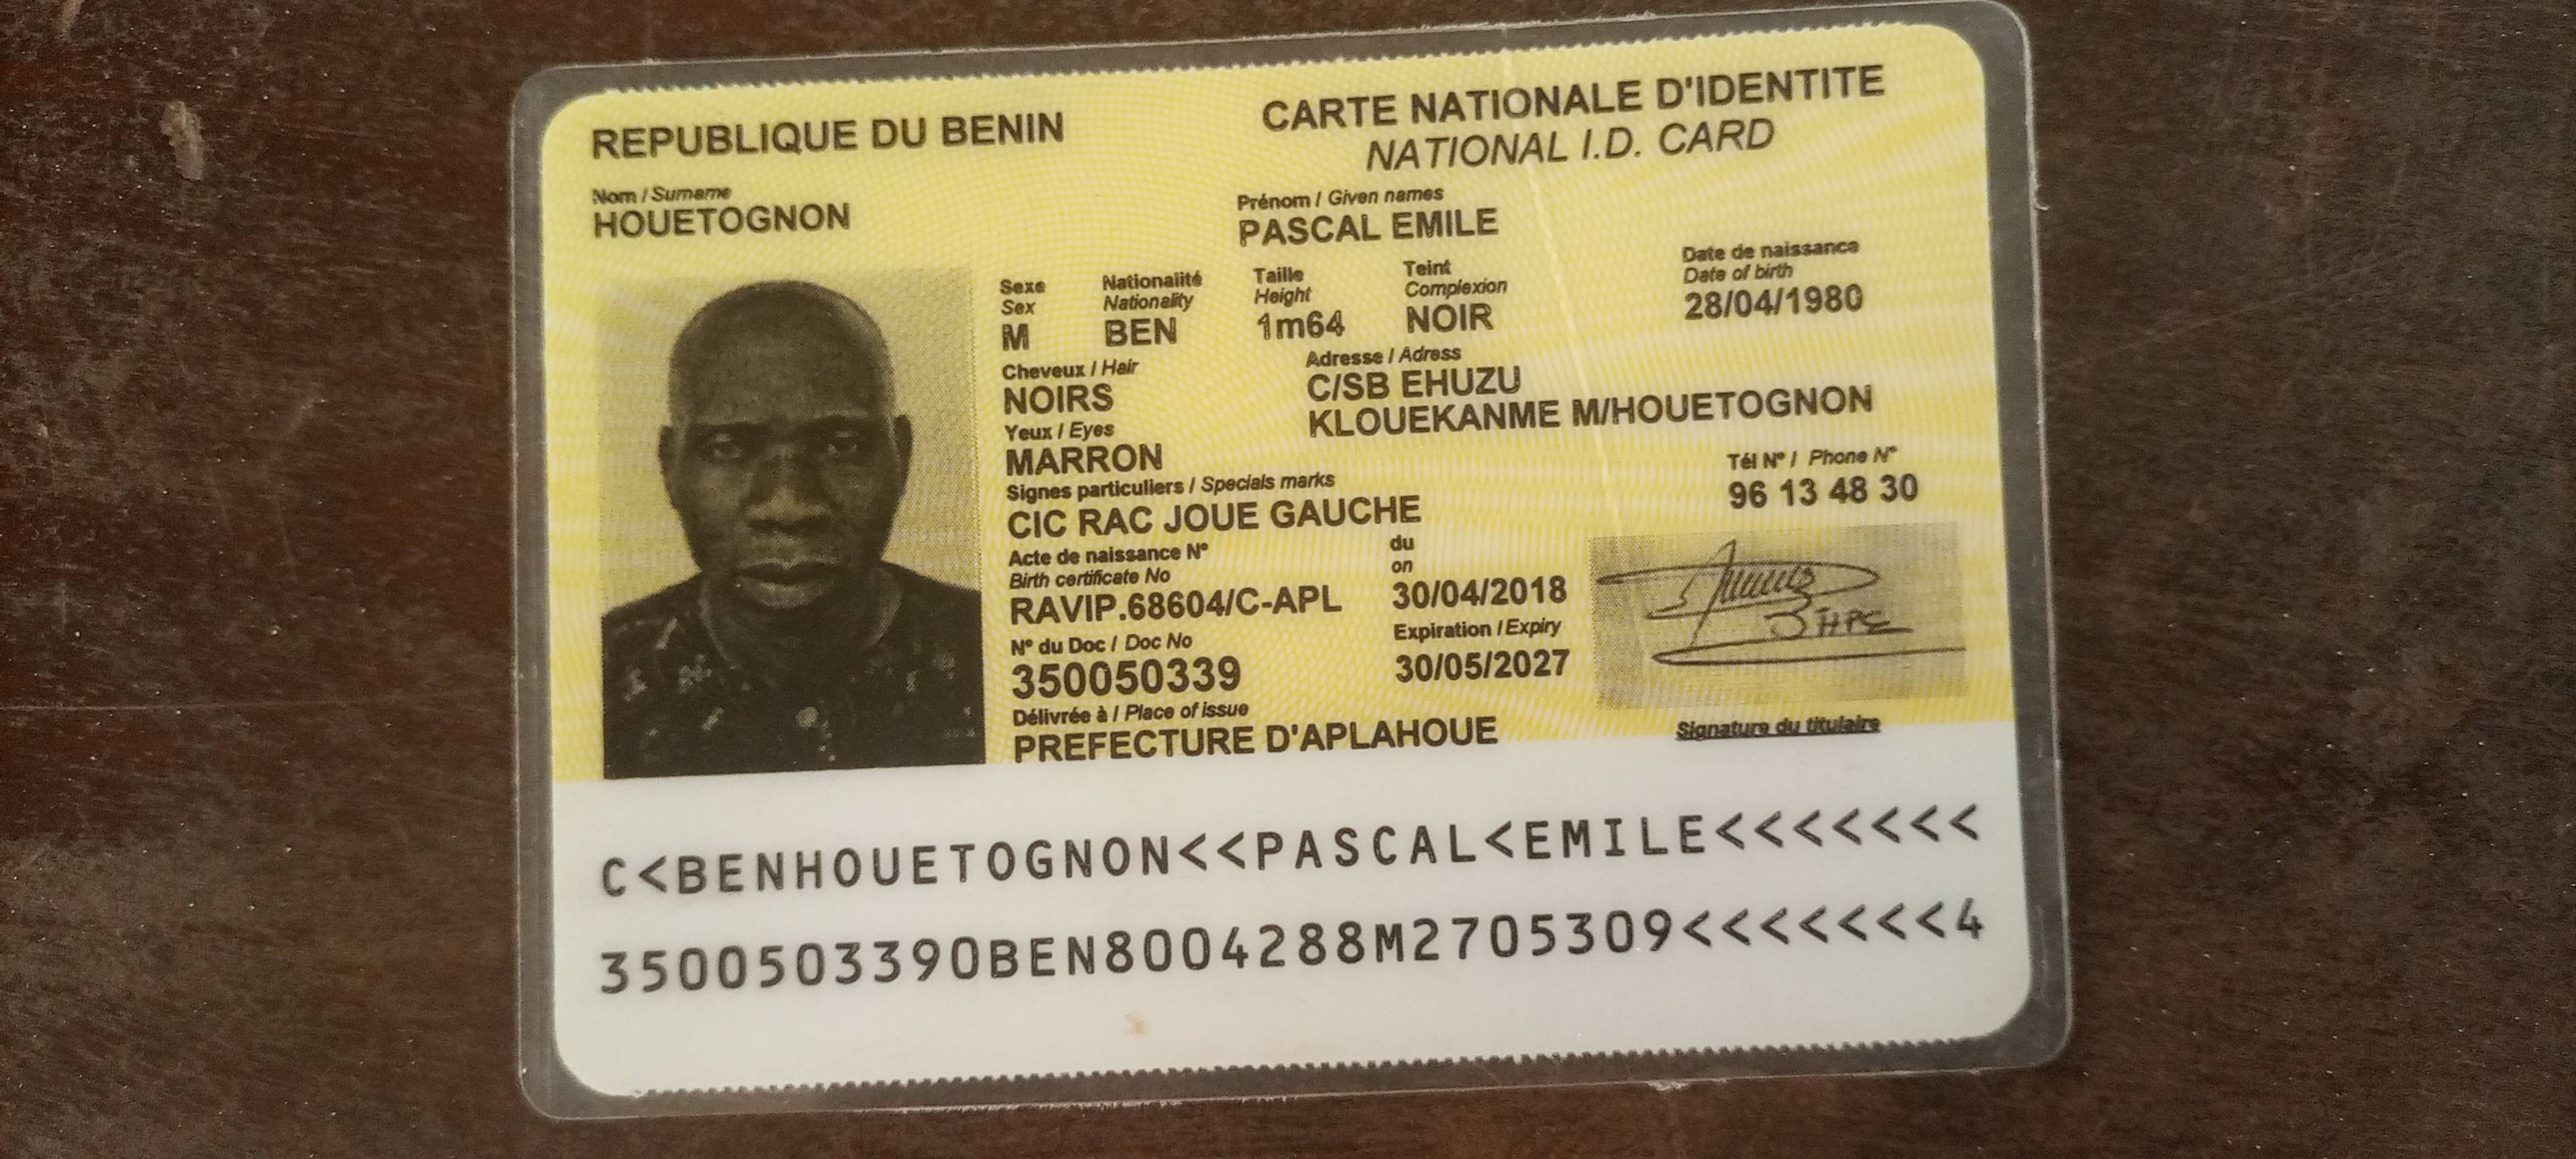 REPUBLIQUE DU BENIN
CARTE NATIONALE D'IDENTITE
NATIONAL I.D. CARD
Nom / Surname
HOUETOGNON
Prénom / Given names
PASCAL EMILE
Sexe
Sex
M
Nationalité
Nationality
BEN
Taille
Height
1m64
Teint
Complexion
NOIR
Date de naissance
Date of birth
28/04/1980
Cheveux / Hair
NOIRS
Adresse / Adress
C/SB EHUZU
KLOUEKANME M/HOUETOGNON
Yeux / Eyes
MARRON
Tél N° / Phone N°
96 13 48 30
Signes particuliers / Specials marks
CIC RAC JOUE GAUCHE
Acte de naissance N°
Birth certificate No
RAVIP.68604/C-APL
du
on
30/04/2018
N° du Doc / Doc No
350050339
Expiration / Expiry
30/05/2027
Délivrée à / Place of issue
PREFECTURE D'APLAHOUE
Signature du titulaire
C<BENHOUETOGNON<<PASCAL<EMILE<<<<<<<
3500503390BEN8004288M2705309<<<<<<<4